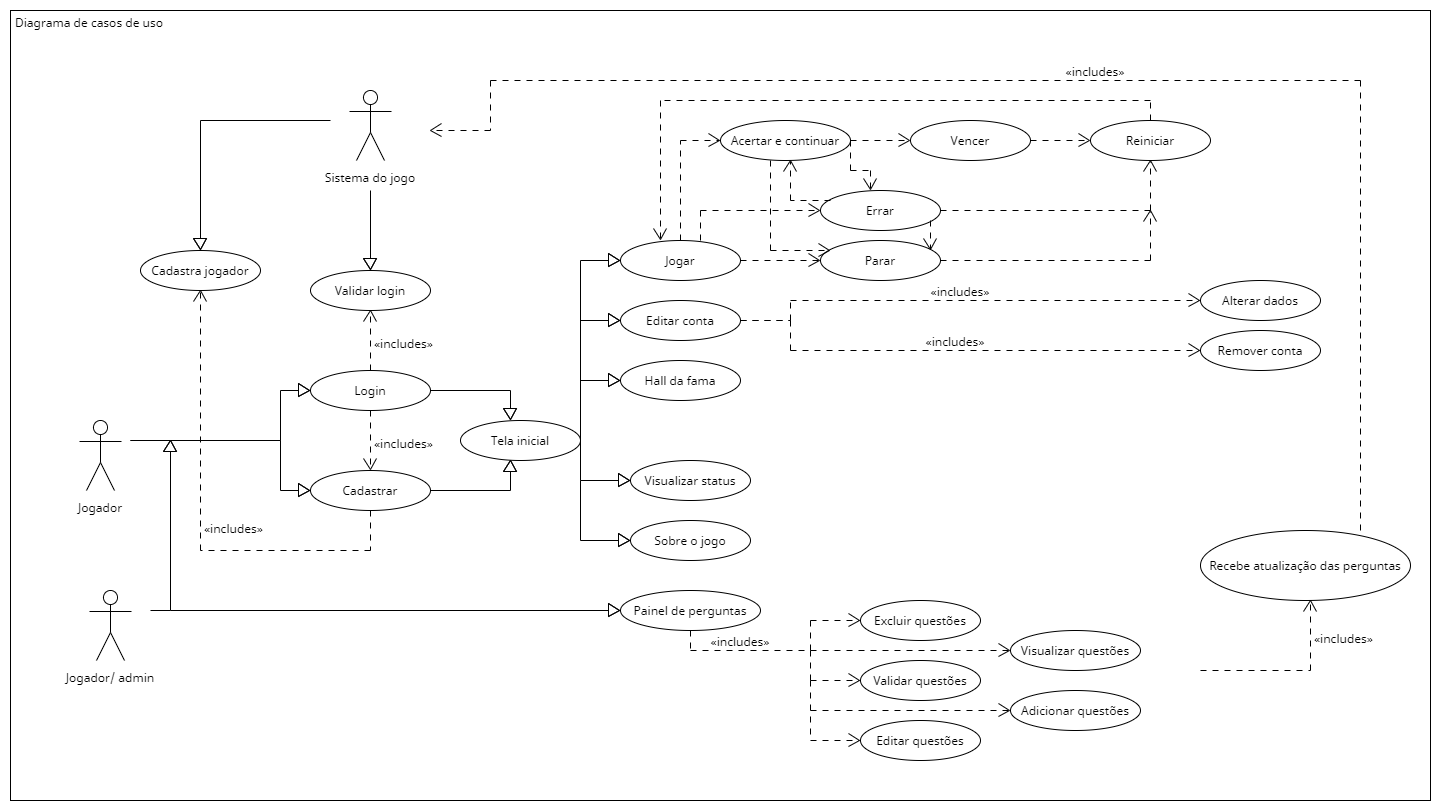 Diagrama de casos de uso
«includes»
Acertar e continuar
Vencer
Reiniciar
Sistema do jogo
Errar
Cadastra jogador
Jogar
Parar
Validar login
«includes»
Alterar dados
Editar conta
«includes»
«includes»
Remover conta
Login
Hall da fama
«includes»
Tela inicial
Cadastrar
Visualizar status
Jogador
«includes»
Sobre o jogo
Recebe atualização das perguntas
Painel de perguntas
Excluir questões
«includes»
«includes»
Visualizar questões
Jogador/ admin
Validar questões
Adicionar questões
Editar questões